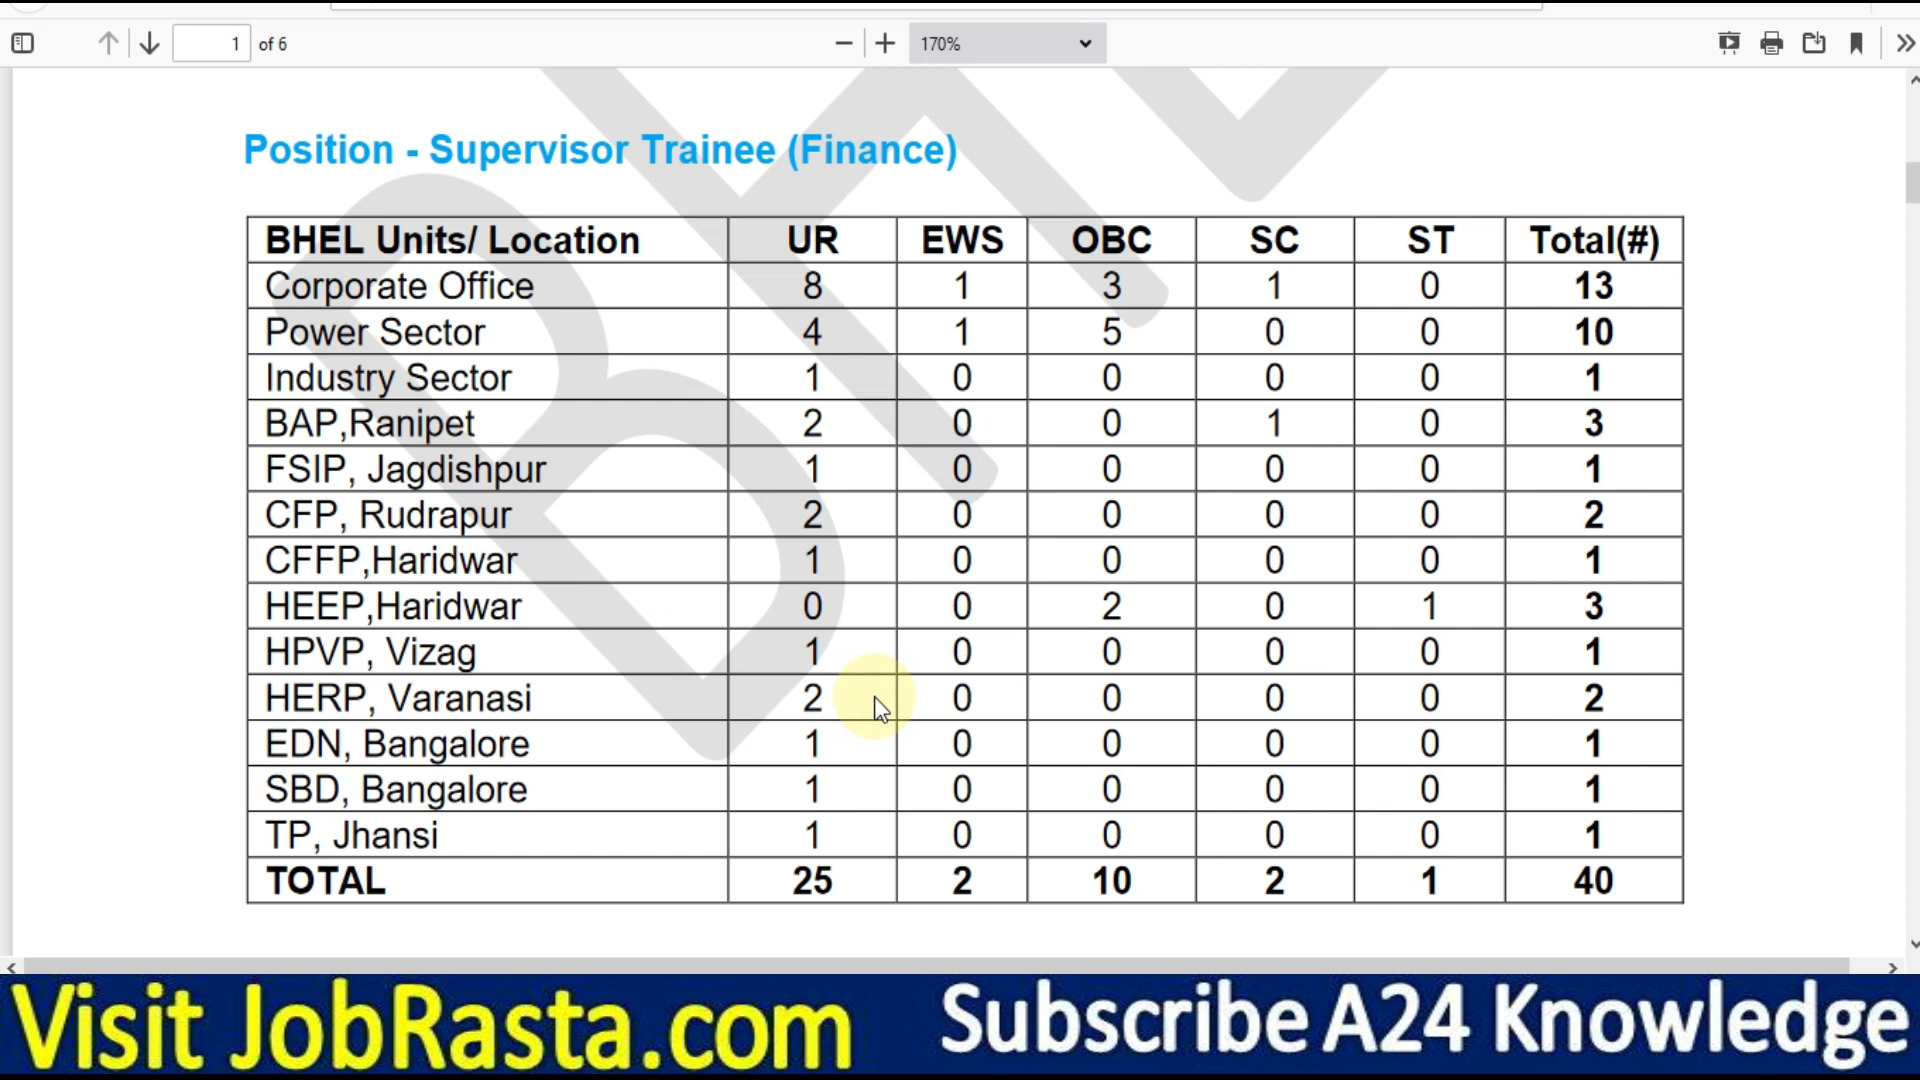 1 of 6 170%
Position - Supervisor Trainee (Finance)
BHEL Units/ Location UR EWS OBC SC ST Total(#)
Corporate Office 8 1 3 1 0 13
Power Sector 4 1 5 0 0 10
Industry Sector 1 0 0 0 0 1
BAP,Ranipet 2 0 0 1 0 3
FSIP, Jagdishpur 1 0 0 0 0 1
CFP, Rudrapur 2 0 0 0 0 2
CFFP,Haridwar 1 0 0 0 0 1
HEEP,Haridwar 0 0 2 0 1 3
HPVP, Vizag 1 0 0 0 0 1
HERP, Varanasi 2 0 0 0 0 2
EDN, Bangalore 1 0 0 0 0 1
SBD, Bangalore 1 0 0 0 0 1
TP, Jhansi 1 0 0 0 0 1
TOTAL 25 2 10 2 1 40
Visit JobRasta.com Subscribe A24 Knowledge